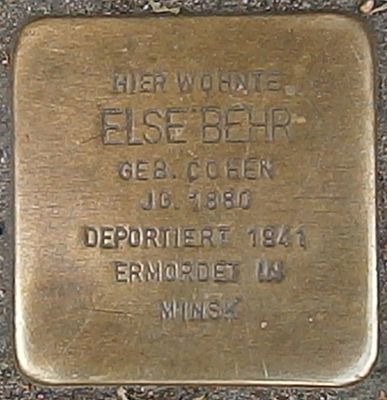 HIER WOHNTE
ELSE BEHR
GEB. COHEN
JG. 1880
DEPORTIERT 1941
ERMORDET IN
MINSK